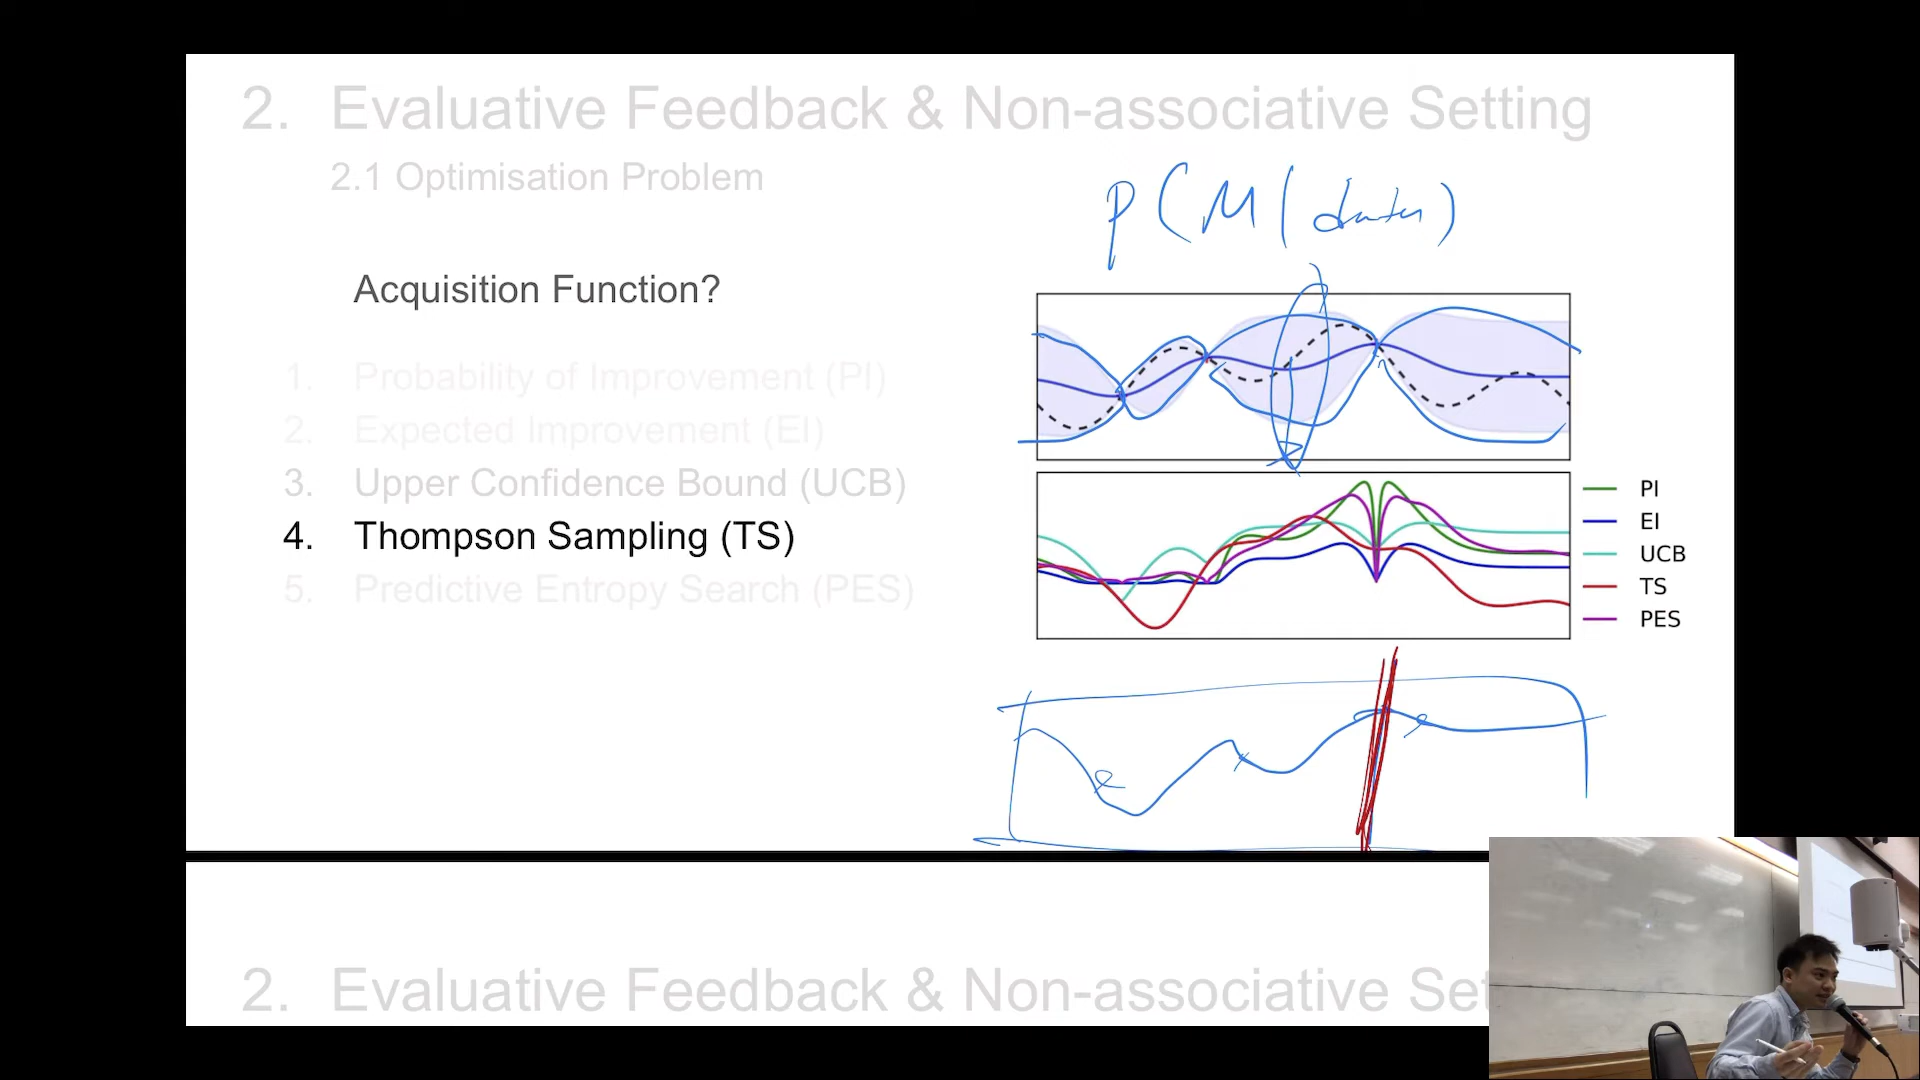 2. Evaluative Feedback & Non-associative Setting
2.1 Optimisation Problem
P(M|data)
Acquisition Function?
1. Probability of Improvement (PI)
2. Expected Improvement (EI)
3. Upper Confidence Bound (UCB)
4. Thompson Sampling (TS)
5. Predictive Entropy Search (PES)
PI
EI
UCB
TS
PES
2. Evaluative Feedback & Non-associative Set